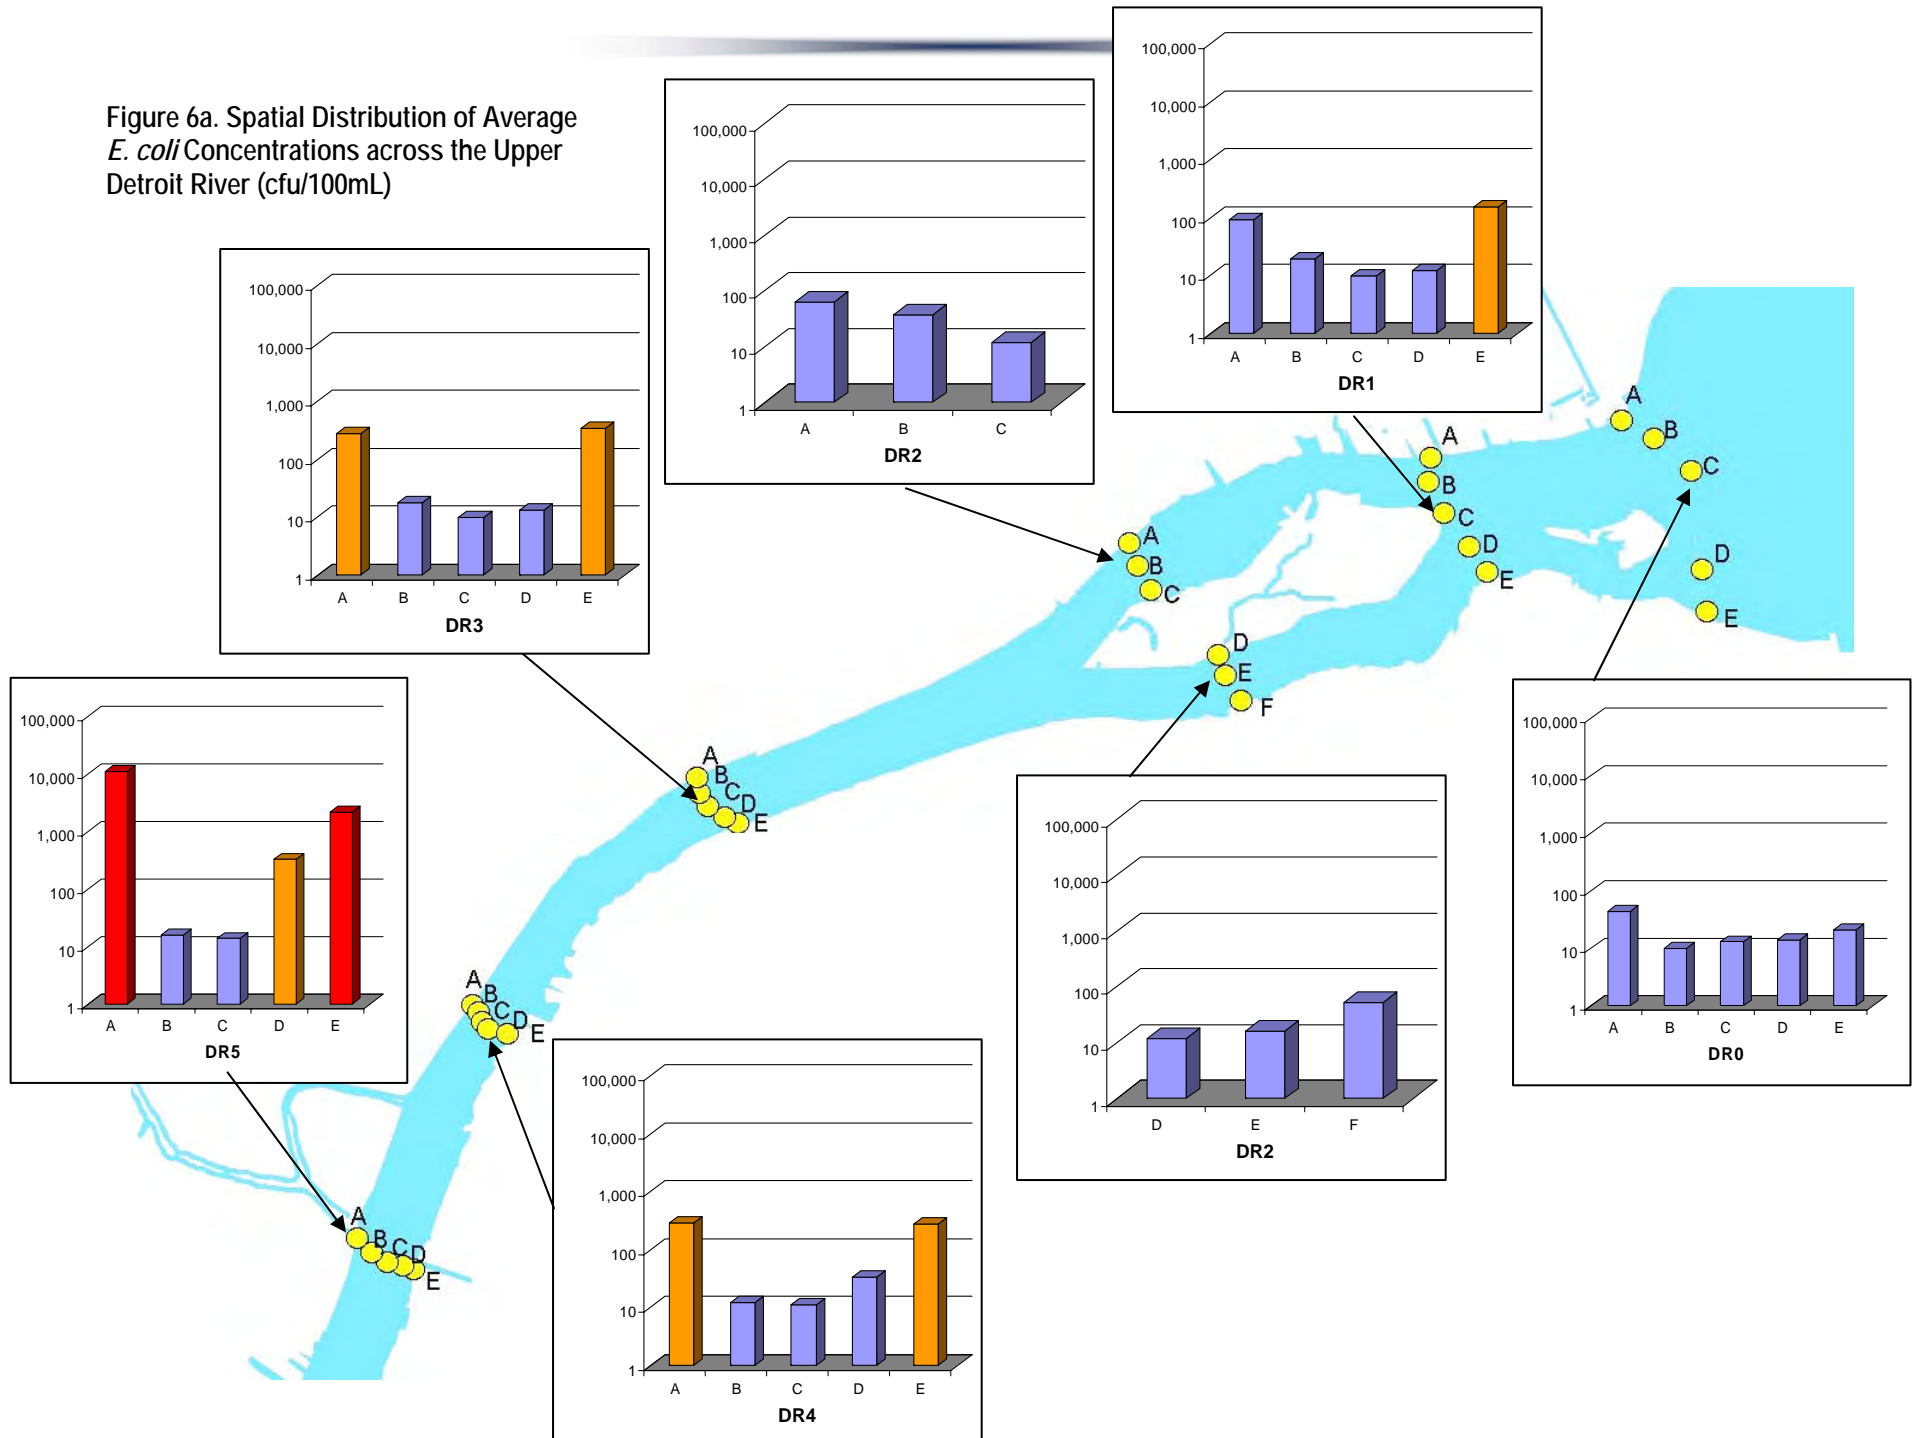 Figure 6a. Spatial Distribution of Average
E. coli Concentrations across the Upper
Detroit River (cfu/100mL)
100,000
10,000
1,000
100
10
1
A B C D E
DR1
100,000
10,000
1,000
100
10
1
A B C
DR2
100,000
10,000
1,000
100
10
1
A B C D E
DR3
100,000
10,000
1,000
100
10
1
A B C D E
DR5
100,000
10,000
1,000
100
10
1
A B C D E
DR4
100,000
10,000
1,000
100
10
1
D E F
DR2
100,000
10,000
1,000
100
10
1
A B C D E
DR0
A
B
C
D
E
A
B
C
D
E
A
B
C
D
E
F
A
B
C
D
E
A
B
C
D
E
A
B
C
D
E